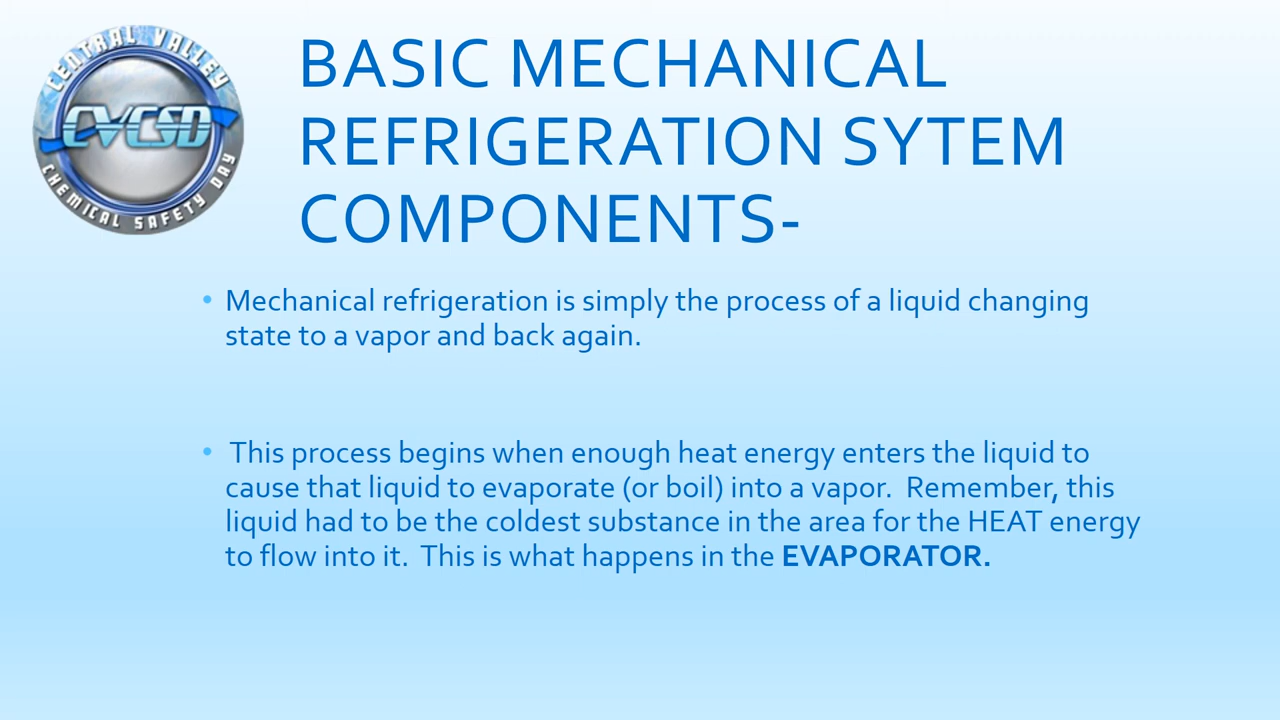 CENTRAL VALLEY
CVCSD
CHEMICAL SAFETY DAY
BASIC MECHANICAL
REFRIGERATION SYTEM
COMPONENTS-
• Mechanical refrigeration is simply the process of a liquid changing
state to a vapor and back again.
• This process begins when enough heat energy enters the liquid to
cause that liquid to evaporate (or boil) into a vapor.  Remember, this
liquid had to be the coldest substance in the area for the HEAT energy
to flow into it.  This is what happens in the EVAPORATOR.